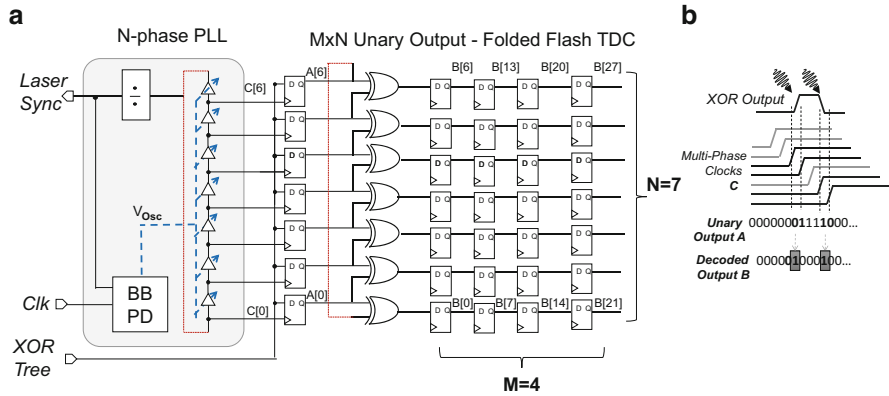 a
N-phase PLL
MxN Unary Output - Folded Flash TDC
b
Laser
Sync
÷
C[6]
A[6]
B[6] B[13] B[20] B[27]
D Q D Q D Q D Q D Q
D Q D Q D Q D Q D Q
D Q D Q D Q D Q D Q
D Q D Q D Q D Q D Q
D Q D Q D Q D Q D Q
D Q D Q D Q D Q D Q
D Q D Q D Q D Q D Q
N=7
VOsc
BB
PD
Clk
C[0]
A[0]
B[0] B[7] B[14] B[21]
XOR
Tree
M=4
XOR Output
Multi-Phase
Clocks
C
Unary
Output A
00000001111000...
Decoded
Output B
00000010000100...